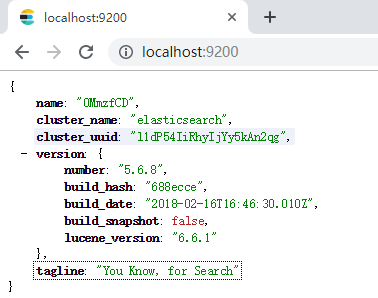 localhost:9200
localhost:9200
{
name: "OMmzfCD",
cluster_name: "elasticsearch",
cluster_uuid: "l1dP54IiRhyIjYy5kAn2qg",
- version: {
number: "5.6.8",
build_hash: "688ecce",
build_date: "2018-02-16T16:46:30.010Z",
build_snapshot: false,
lucene_version: "6.6.1"
},
tagline: "You Know, for Search"
}